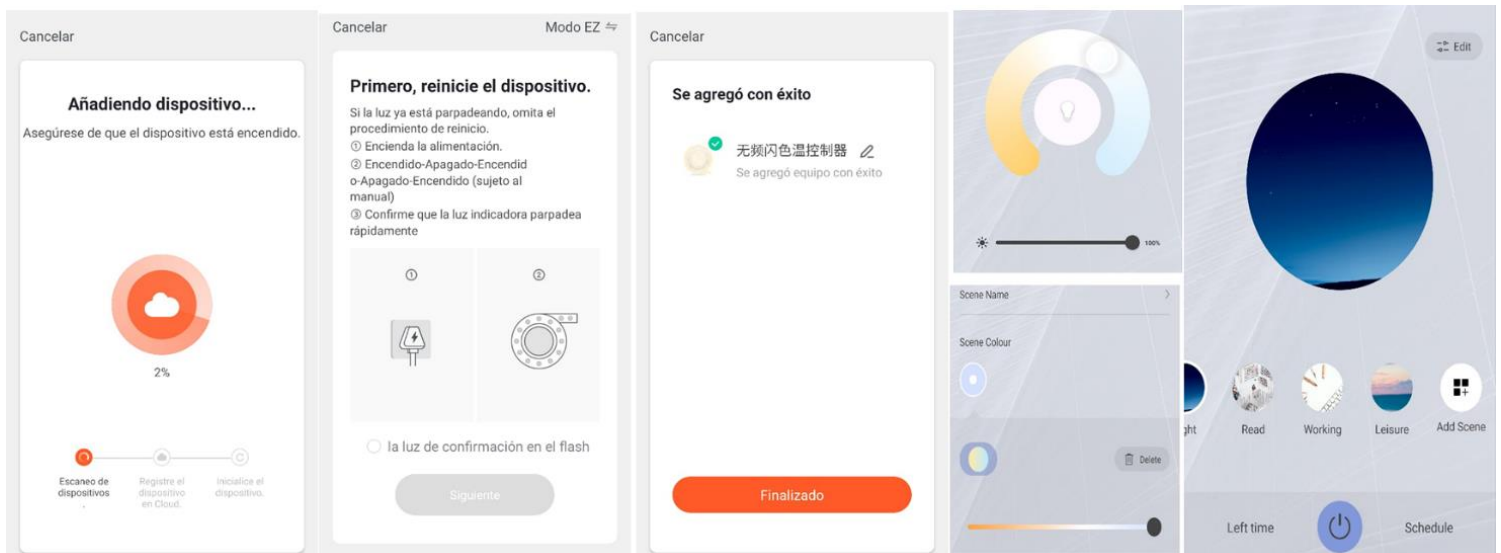 Cancelar
Añadiendo dispositivo...
Asegúrese de que el dispositivo está encendido.
2%
Escaneo de
dispositivos
.
Registre el
dispositivo
en Cloud.
Inicialice el
dispositivo.
Cancelar
Modo EZ
Primero, reinicie el dispositivo.
Si la luz ya está parpadeando, omita el
procedimiento de reinicio.
① Encienda la alimentación.
② Encendido-Apagado-Encendid
o-Apagado-Encendido (sujeto al
manual)
③ Confirme que la luz indicadora parpadea
rápidamente
①
②
la luz de confirmación en el flash
Siguiente
Cancelar
Se agregó con éxito
无频闪色温控制器
Se agregó equipo con éxito
Finalizado
100%
Scene Name
Scene Colour
Delete
Edit
ght
Read
Working
Leisure
Add Scene
Left time
Schedule